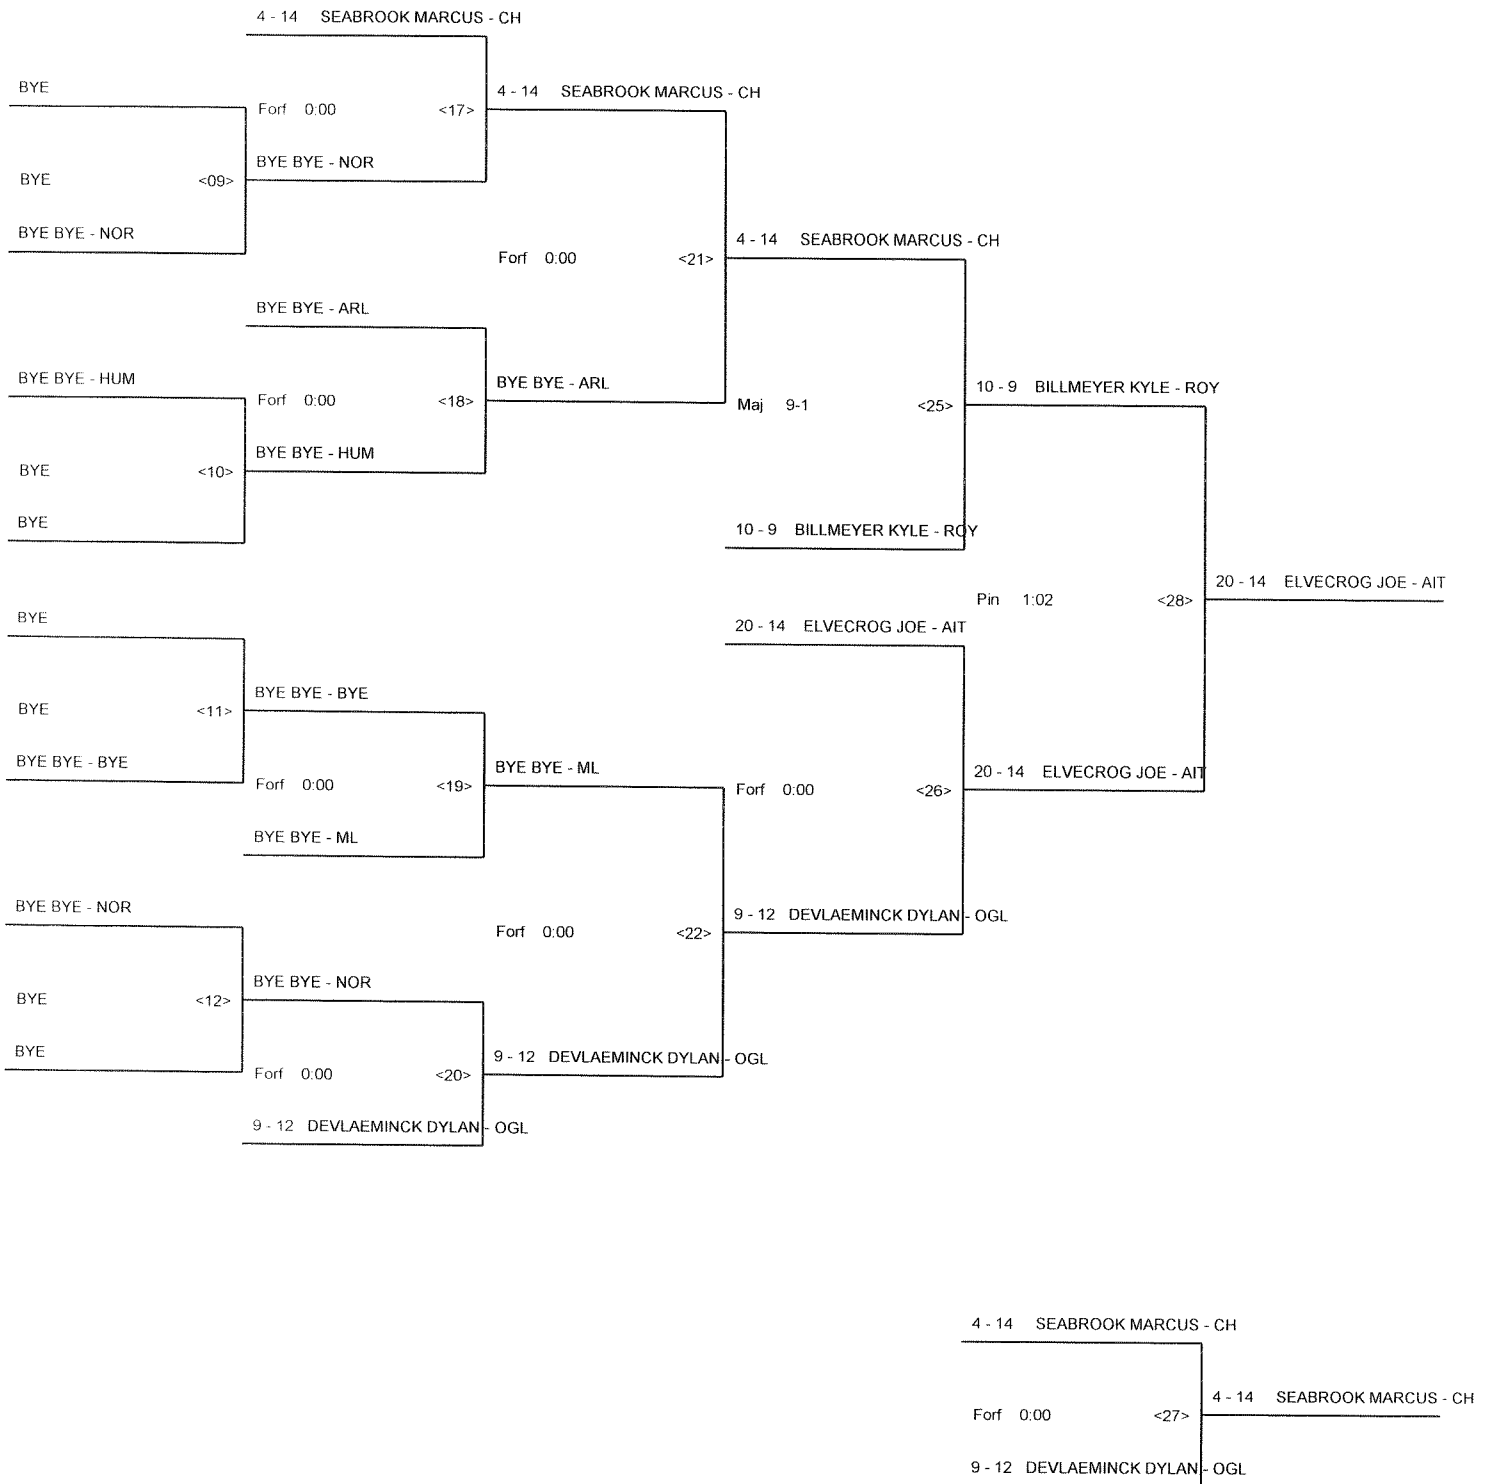 4 - 14 SEABROOK MARCUS - CH
BYE
4 - 14 SEABROOK MARCUS - CH
Forf 0:00 <17>
BYE BYE - NOR
BYE <09>
BYE BYE - NOR
4 - 14 SEABROOK MARCUS - CH
Forf 0:00 <21>
BYE BYE - ARL
BYE BYE - HUM
BYE BYE - ARL
10 - 9 BILLMEYER KYLE - ROY
Forf 0:00 <18>
Maj 9-1 <25>
BYE BYE - HUM
BYE <10>
BYE
10 - 9 BILLMEYER KYLE - ROY
20 - 14 ELVECROG JOE - AIT
Pin 1:02 <28>
BYE
20 - 14 ELVECROG JOE - AIT
BYE BYE - BYE
BYE <11>
BYE BYE - BYE
BYE BYE - ML
20 - 14 ELVECROG JOE - AIT
Forf 0:00 <19>
Forf 0:00 <26>
BYE BYE - ML
BYE BYE - NOR
9 - 12 DEVLAEMINCK DYLAN - OGL
Forf 0:00 <22>
BYE BYE - NOR
BYE <12>
BYE
9 - 12 DEVLAEMINCK DYLAN - OGL
Forf 0:00 <20>
9 - 12 DEVLAEMINCK DYLAN - OGL
4 - 14 SEABROOK MARCUS - CH
4 - 14 SEABROOK MARCUS - CH
Forf 0:00 <27>
9 - 12 DEVLAEMINCK DYLAN - OGL